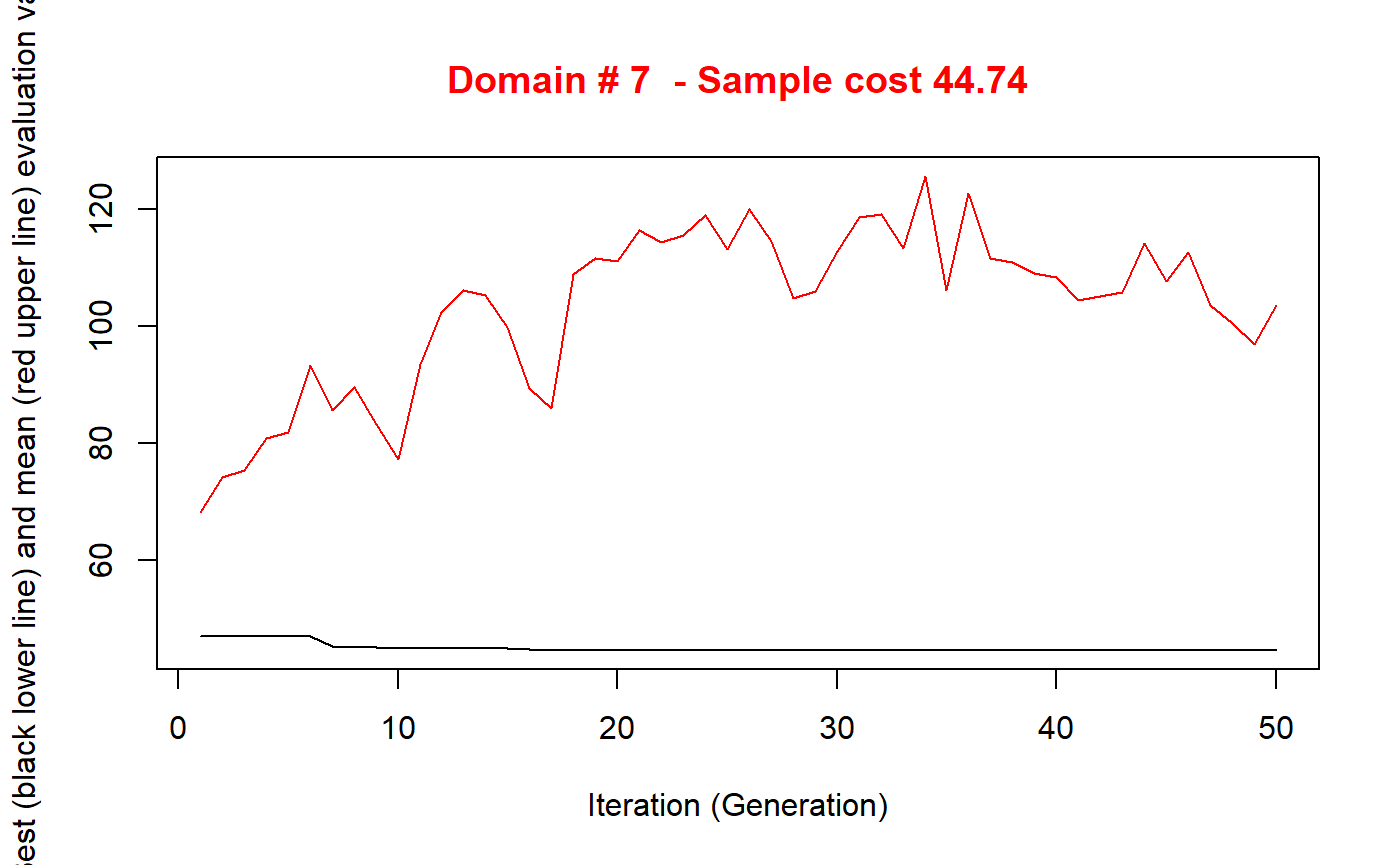 Domain # 7 - Sample cost 44.74
(black lower line) and mean (red upper line) evaluation
120
100
80
60
0 10 20 30 40 50
Iteration (Generation)